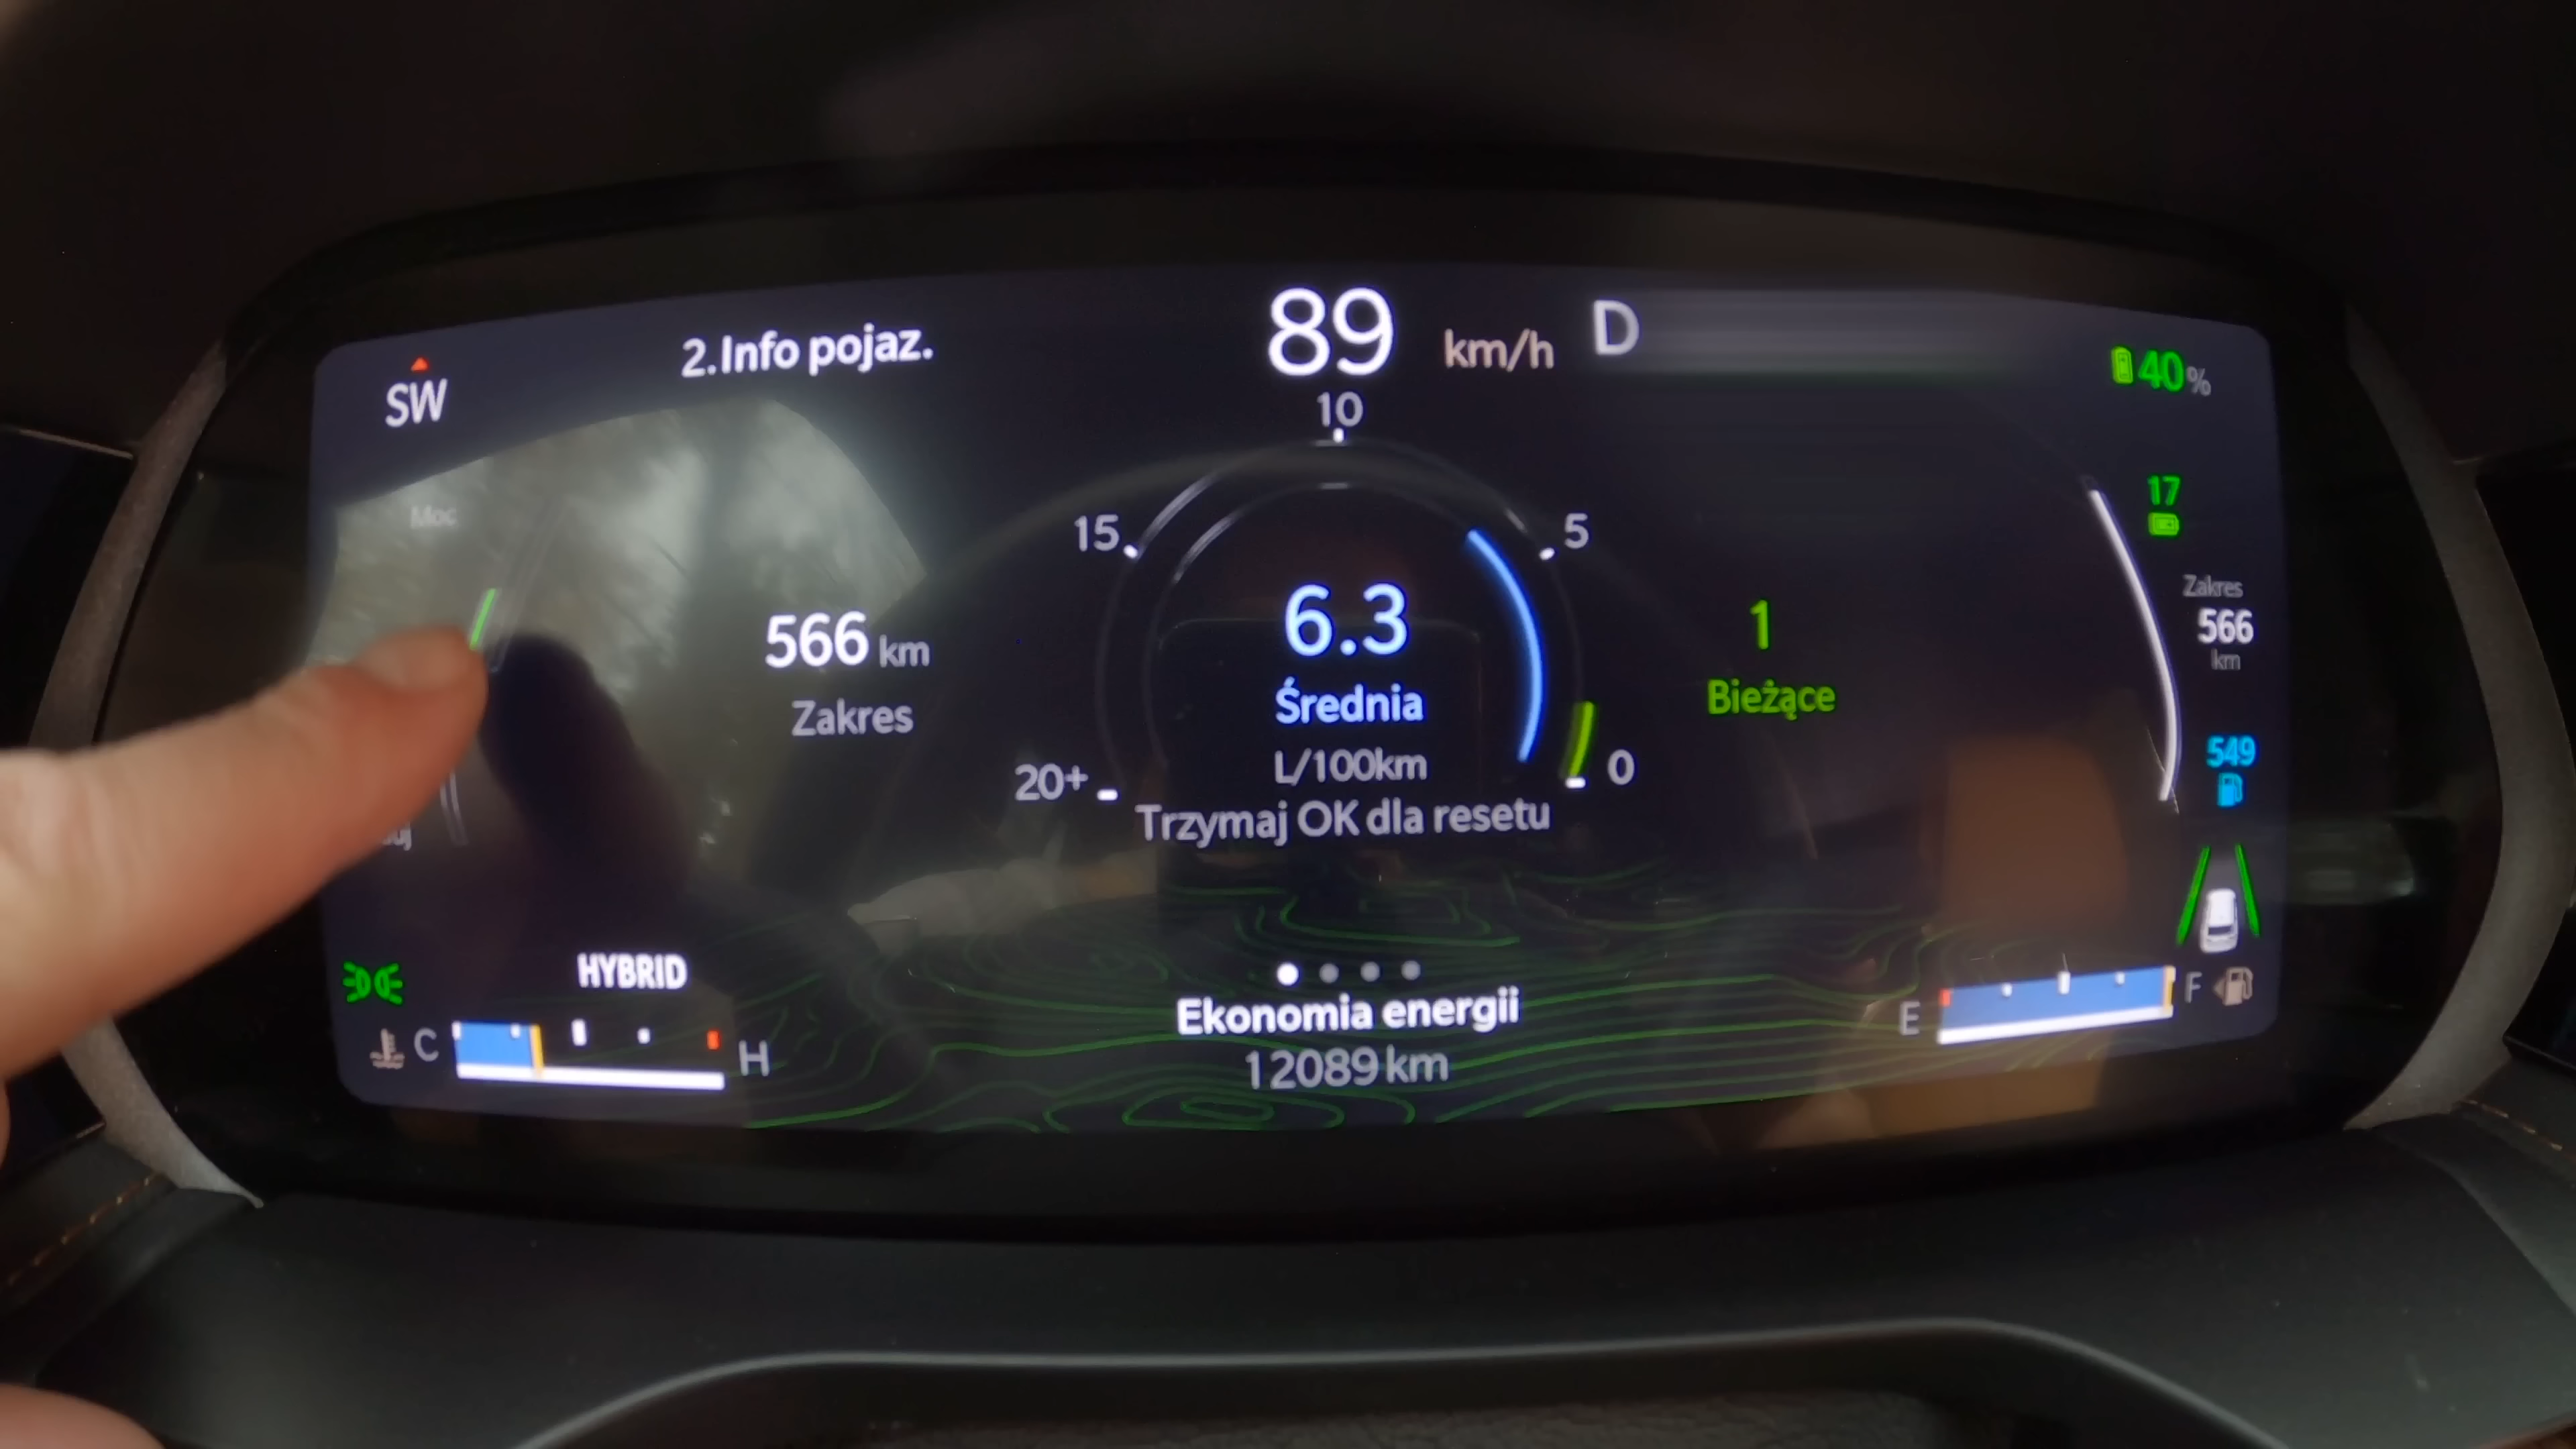 2.Info pojaz.
89 km/h D
SW
40%
10
Moc
15
5
17
566 km
Zakres
6.3
Średnia
L/100km
1
Bieżące
Zakres
566
km
20+
0
549
Trzymaj OK dla resetu
HYBRID
C
H
Ekonomia energii
12089 km
E
F